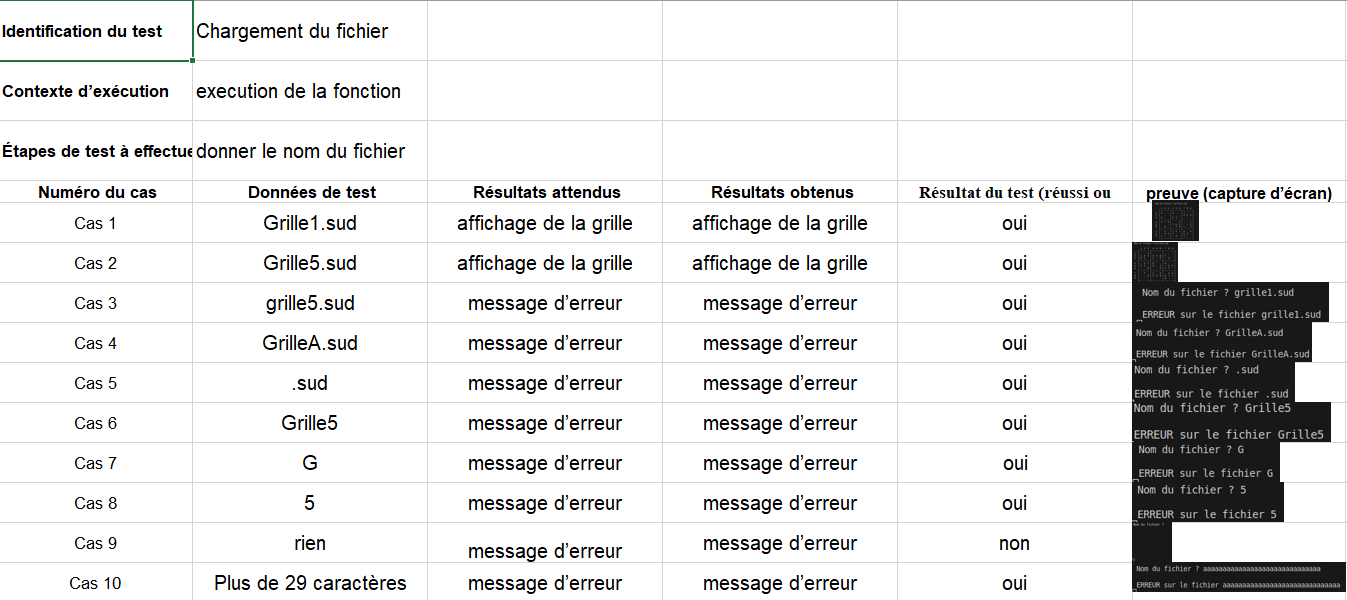 Identification du test Chargement du fichier
Contexte d’exécution execution de la fonction
Étapes de test à effectue donner le nom du fichier
Numéro du cas Données de test Résultats attendus Résultats obtenus Résultat du test (réussi ou preuve (capture d’écran)
Cas 1 Grille1.sud affichage de la grille affichage de la grille oui
Cas 2 Grille5.sud affichage de la grille affichage de la grille oui
Cas 3 grille5.sud message d’erreur message d’erreur oui
Nom du fichier ? grille1.sud
ERREUR sur le fichier grille1.sud
Cas 4 GrilleA.sud message d’erreur message d’erreur oui
Nom du fichier ? GrilleA.sud
ERREUR sur le fichier GrilleA.sud
Cas 5 .sud message d’erreur message d’erreur oui
Nom du fichier ? .sud
ERREUR sur le fichier .sud
Cas 6 Grille5 message d’erreur message d’erreur oui
Nom du fichier ? Grille5
ERREUR sur le fichier Grille5
Cas 7 G message d’erreur message d’erreur oui
Nom du fichier ? G
ERREUR sur le fichier G
Cas 8 5 message d’erreur message d’erreur oui
Nom du fichier ? 5
ERREUR sur le fichier 5
Cas 9 rien message d’erreur message d’erreur non
Nom du fichier ?
Cas 10 Plus de 29 caractères message d’erreur message d’erreur oui
Nom du fichier ?
ERREUR sur le fichier